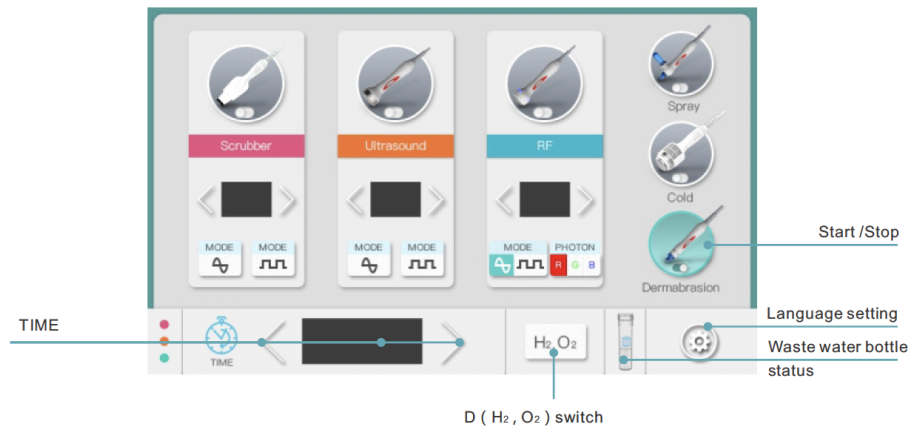 Spray
Scrubber
Ultrasound
RF
Cold
MODE
MODE
MODE
MODE
MODE
PHOTON
R
G
B
Start /Stop
Dermabrasion
TIME
TIME
H₂ O₂
Language setting
Waste water bottle
status
D ( H₂ , O₂ ) switch